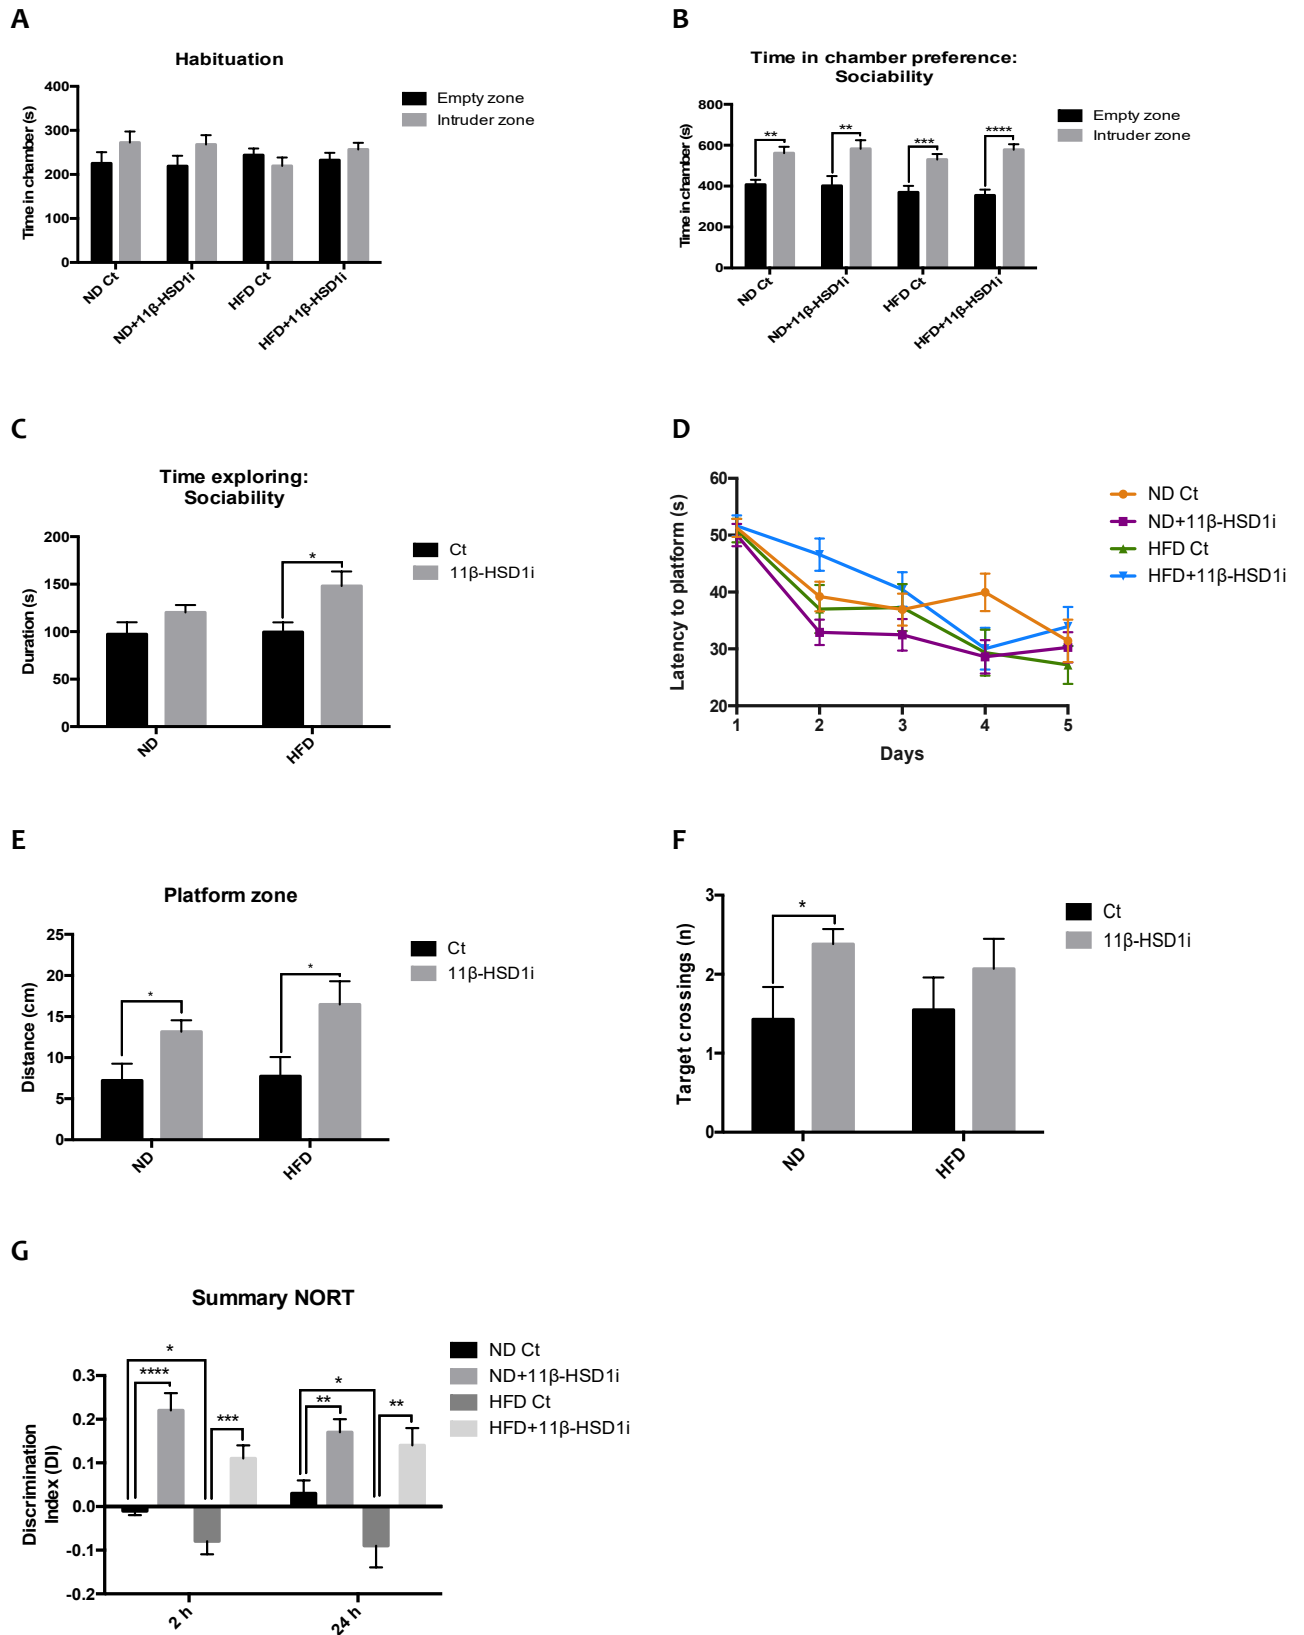 A
Habituation
Time in chamber (s)
400
300
200
100
0
Empty zone
Intruder zone
ND Ct
ND+11β-HSD1i
HFD Ct
HFD+11β-HSD1i
B
Time in chamber preference:
Sociability
Time in chamber (s)
800
600
400
200
0
** ** *** ****
Empty zone
Intruder zone
ND Ct
ND+11β-HSD1i
HFD Ct
HFD+11β-HSD1i
C
Time exploring:
Sociability
Duration (s)
200
150
100
50
0
*
Ct
11β-HSD1i
ND
HFD
D
Latency to platform (s)
60
50
40
30
20
1 2 3 4 5
Days
ND Ct
ND+11β-HSD1i
HFD Ct
HFD+11β-HSD1i
E
Platform zone
Distance (cm)
25
20
15
10
5
0
* *
Ct
11β-HSD1i
ND
HFD
F
Target crossings (n)
3
2
1
0
*
Ct
11β-HSD1i
ND
HFD
G
Summary NORT
Discrimination
Index (DI)
0.3
0.2
0.1
0.0
-0.1
-0.2
* **** ***
* ** **
ND Ct
ND+11β-HSD1i
HFD Ct
HFD+11β-HSD1i
2 h
24 h